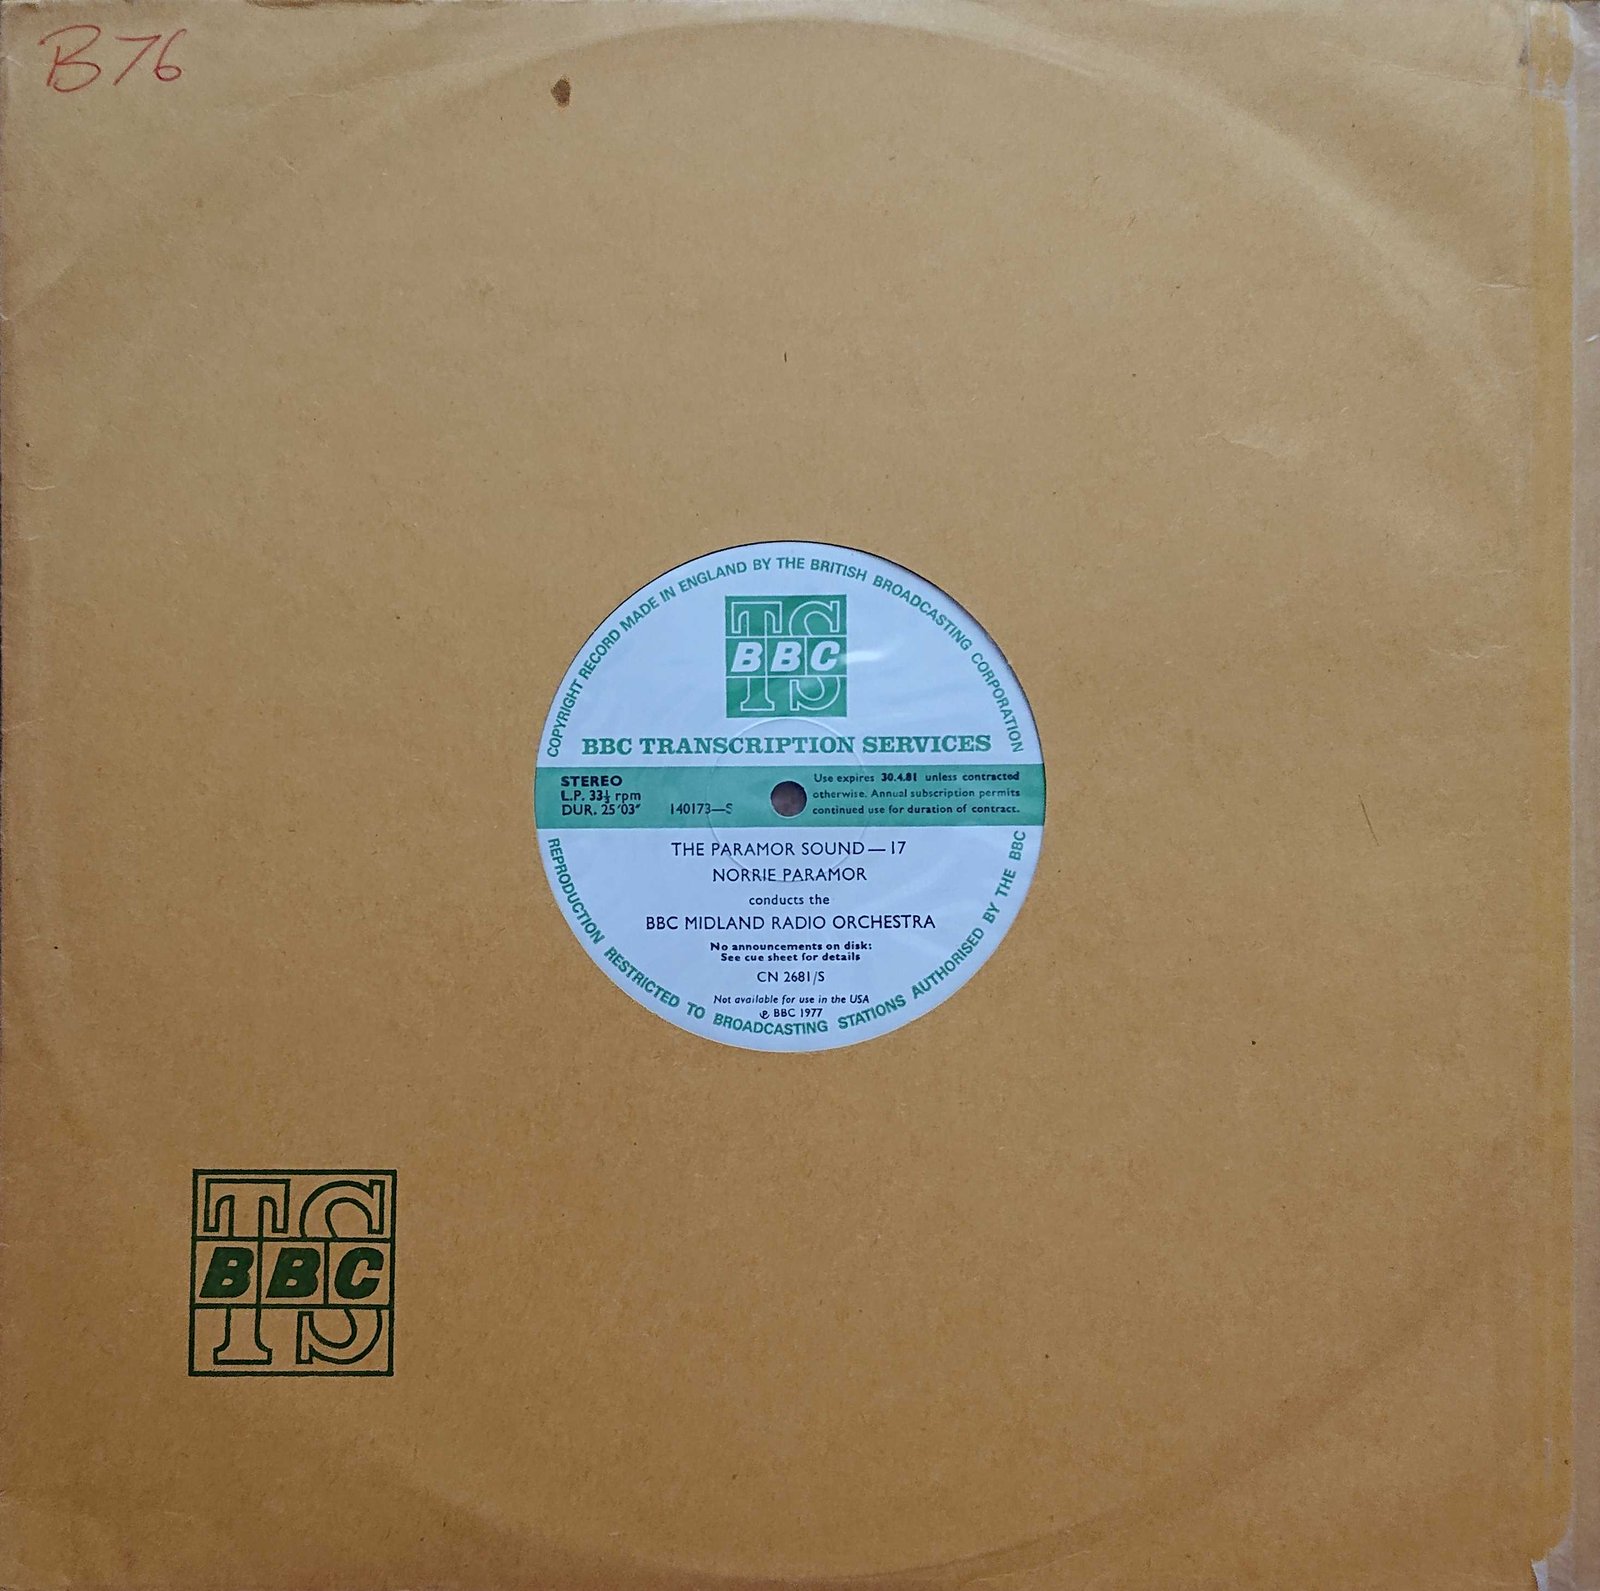 B76
COPYRIGHT RECORD MADE IN ENGLAND BY THE BRITISH BROADCASTING CORPORATION
TS
BBC
TS
BBC TRANSCRIPTION SERVICES
STEREO
L.P. 33⅓ rpm
DUR. 25'03"
140173—S
Use expires 30.4.81 unless contracted
otherwise. Annual subscription permits
continued use for duration of contract.
THE PARAMOR SOUND—17
NORRIE PARAMOR
conducts the
BBC MIDLAND RADIO ORCHESTRA
No announcements on disk:
See cue sheet for details
CN 2681/S
Not available for use in the USA
℗ BBC 1977
REPRODUCTION RESTRICTED TO BROADCASTING STATIONS AUTHORISED BY THE BBC
TS
BBC
TS